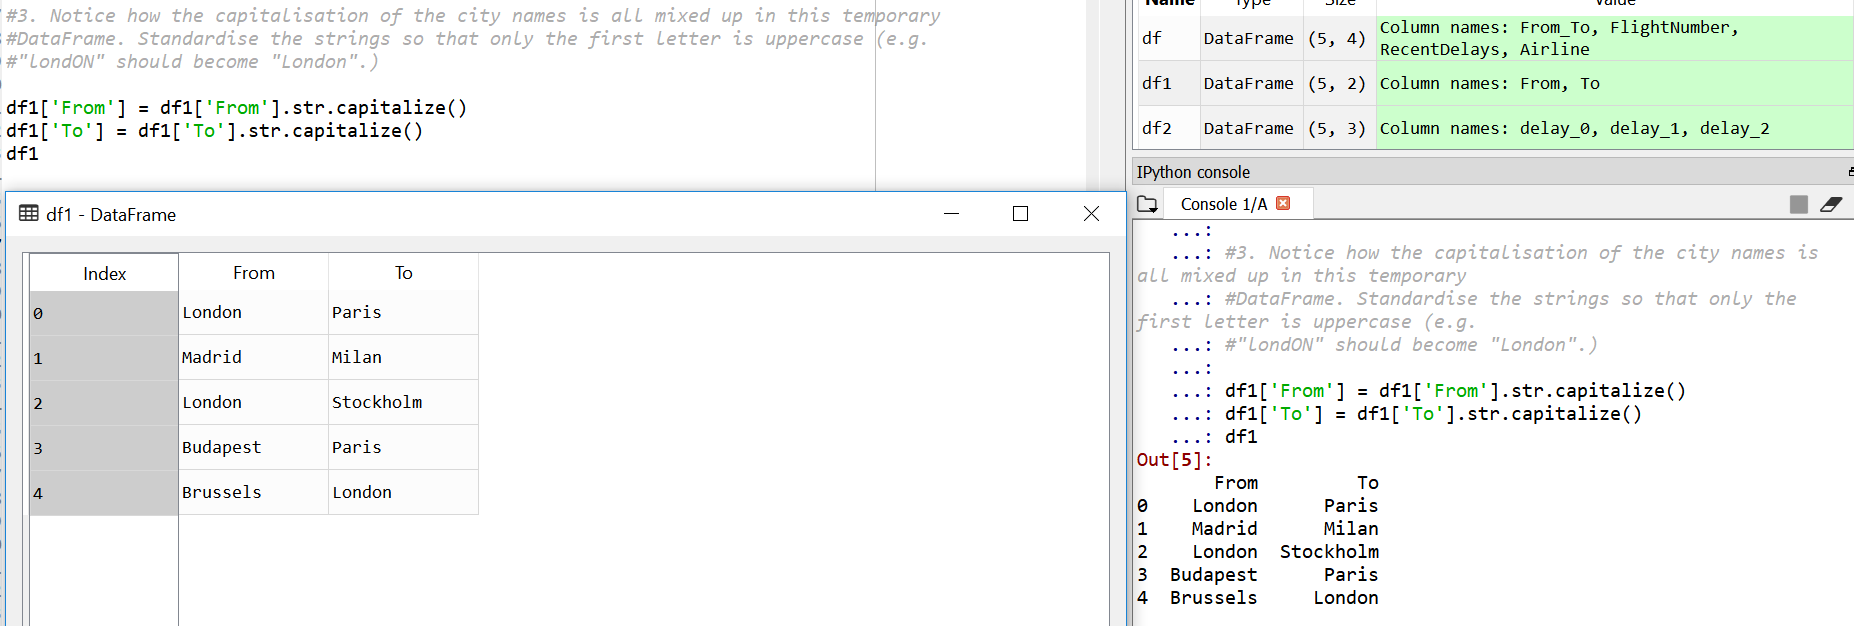 #3. Notice how the capitalisation of the city names is all mixed up in this temporary
#DataFrame. Standardise the strings so that only the first letter is uppercase (e.g.
#"londON" should become "London".)
df1['From'] = df1['From'].str.capitalize()
df1['To'] = df1['To'].str.capitalize()
df1
df1 - DataFrame
Index From To
0 London Paris
1 Madrid Milan
2 London Stockholm
3 Budapest Paris
4 Brussels London
Name Type Size Value
df DataFrame (5, 4) Column names: From_To, FlightNumber,
RecentDelays, Airline
df1 DataFrame (5, 2) Column names: From, To
df2 DataFrame (5, 3) Column names: delay_0, delay_1, delay_2
IPython console
Console 1/A
...:
...: #3. Notice how the capitalisation of the city names is
all mixed up in this temporary
...: #DataFrame. Standardise the strings so that only the
first letter is uppercase (e.g.
...: #"londON" should become "London".)
...:
...: df1['From'] = df1['From'].str.capitalize()
...: df1['To'] = df1['To'].str.capitalize()
...: df1
Out[5]:
From To
0 London Paris
1 Madrid Milan
2 London Stockholm
3 Budapest Paris
4 Brussels London